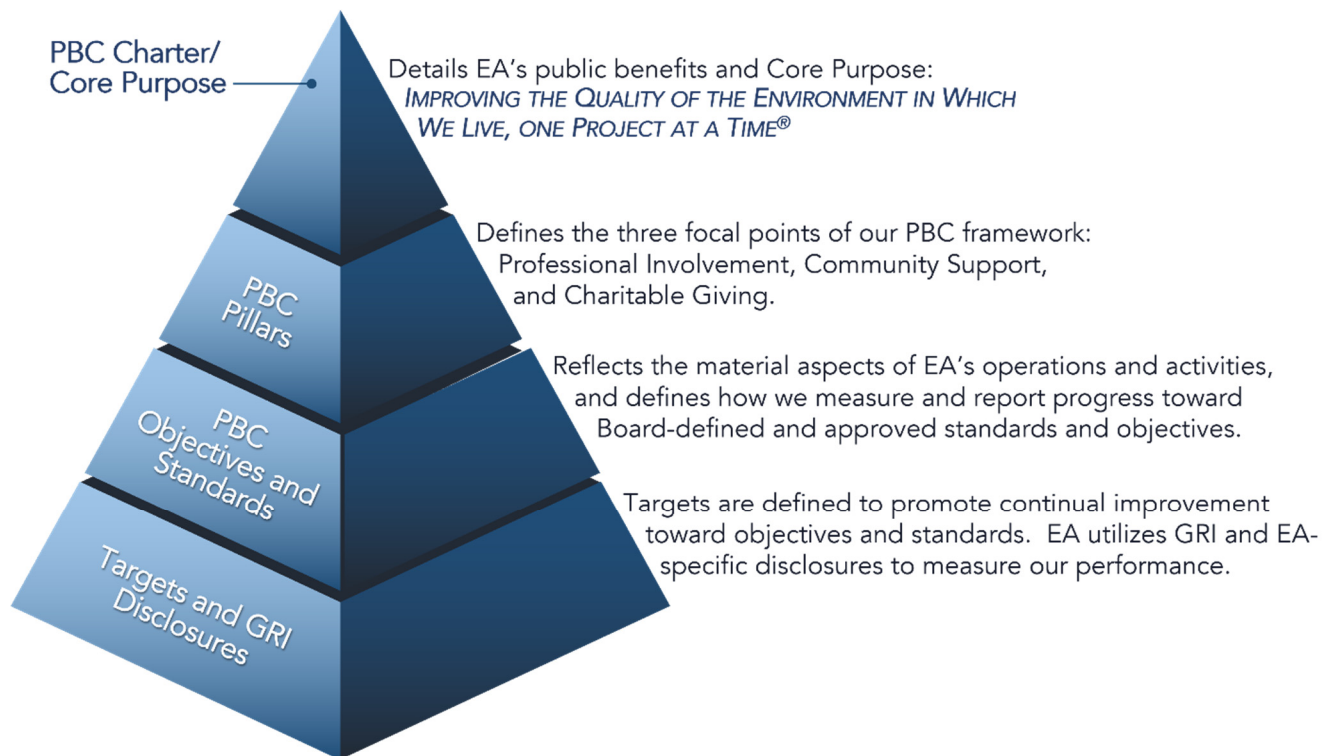 PBC Charter/
Core Purpose
Details EA’s public benefits and Core Purpose:
IMPROVING THE QUALITY OF THE ENVIRONMENT IN WHICH
WE LIVE, ONE PROJECT AT A TIME®
PBC
Pillars
Defines the three focal points of our PBC framework:
Professional Involvement, Community Support,
and Charitable Giving.
PBC
Objectives and
Standards
Reflects the material aspects of EA’s operations and activities,
and defines how we measure and report progress toward
Board-defined and approved standards and objectives.
Targets and GRI
Disclosures
Targets are defined to promote continual improvement
toward objectives and standards.  EA utilizes GRI and EA-
specific disclosures to measure our performance.